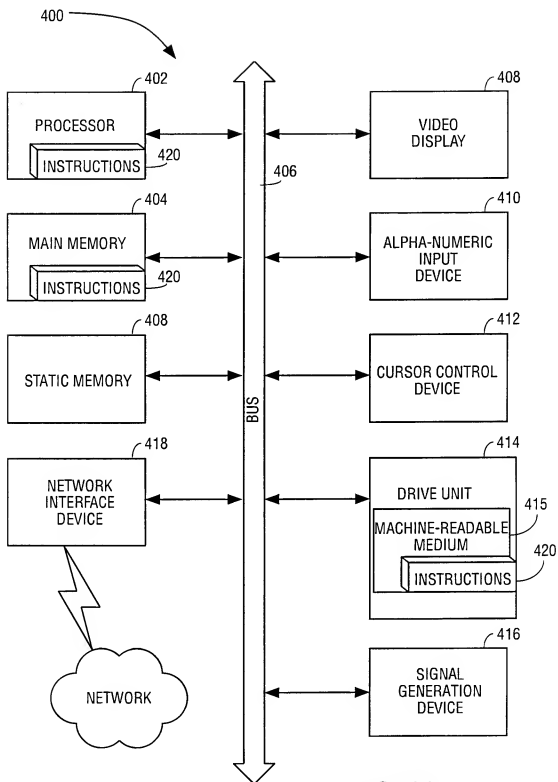 400
402
PROCESSOR
INSTRUCTIONS
420
404
MAIN MEMORY
INSTRUCTIONS
420
408
STATIC MEMORY
418
NETWORK
INTERFACE
DEVICE
NETWORK
406
BUS
408
VIDEO
DISPLAY
410
ALPHA-NUMERIC
INPUT
DEVICE
412
CURSOR CONTROL
DEVICE
414
DRIVE UNIT
415
MACHINE-READABLE
MEDIUM
420
INSTRUCTIONS
416
SIGNAL
GENERATION
DEVICE